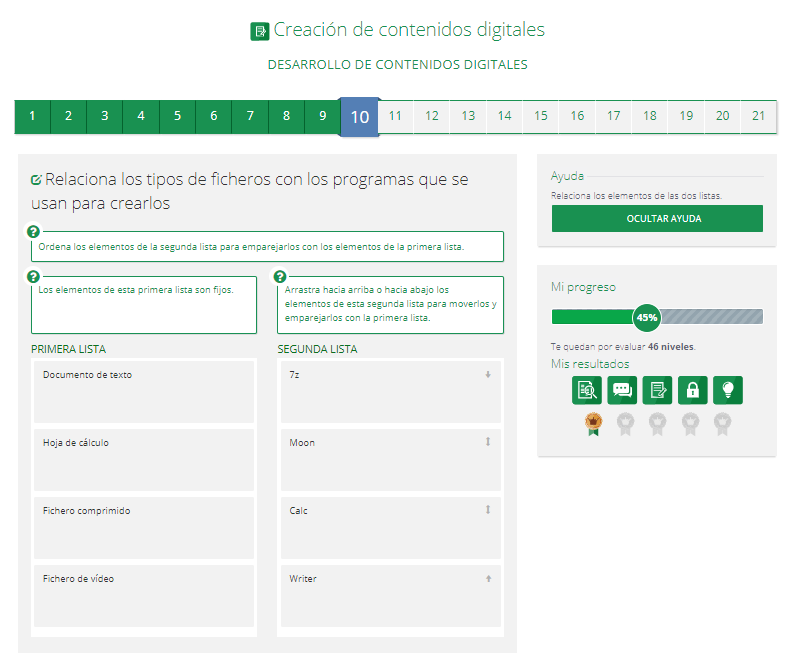 Creación de contenidos digitales
DESARROLLO DE CONTENIDOS DIGITALES
1 2 3 4 5 6 7 8 9 10 11 12 13 14 15 16 17 18 19 20 21
Relaciona los tipos de ficheros con los programas que se
usan para crearlos
Ordena los elementos de la segunda lista para emparejarlos con los elementos de la primera lista.
Los elementos de esta primera lista son fijos.
Arrastra hacia arriba o hacia abajo los
elementos de esta segunda lista para moverlos y
emparejarlos con la primera lista.
PRIMERA LISTA
Documento de texto
Hoja de cálculo
Fichero comprimido
Fichero de vídeo
SEGUNDA LISTA
7z
Moon
Calc
Writer
Ayuda
Relaciona los elementos de las dos listas.
OCULTAR AYUDA
Mi progreso
45%
Te quedan por evaluar 46 niveles.
Mis resultados